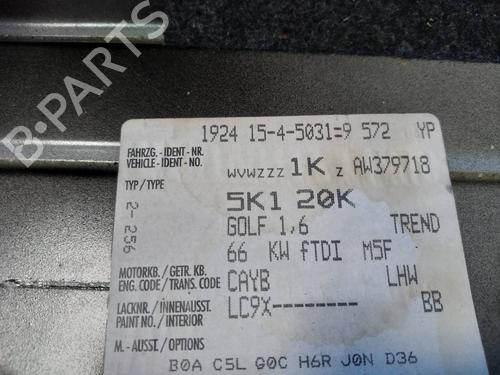 1924 15-4-5031=9 572 YP
FAHRZG.-IDENT-NR.
VEHICLE-IDENT-NO. WVWZZZ 1K Z AW379718
TYP/TYPE 5K1 20K
2-256 GOLF 1,6 TREND
66 KW fTDI M5F
MOTORKB./GETR. KB.
ENG. CODE/TRANS. CODE CAYB LHW
LACKNR./INNENAUSST.
PAINT NO./INTERIOR LC9X-------- BB
M.-AUSST./OPTIONS
B0A C5L G0C H6R J0N D36
B-PARTS